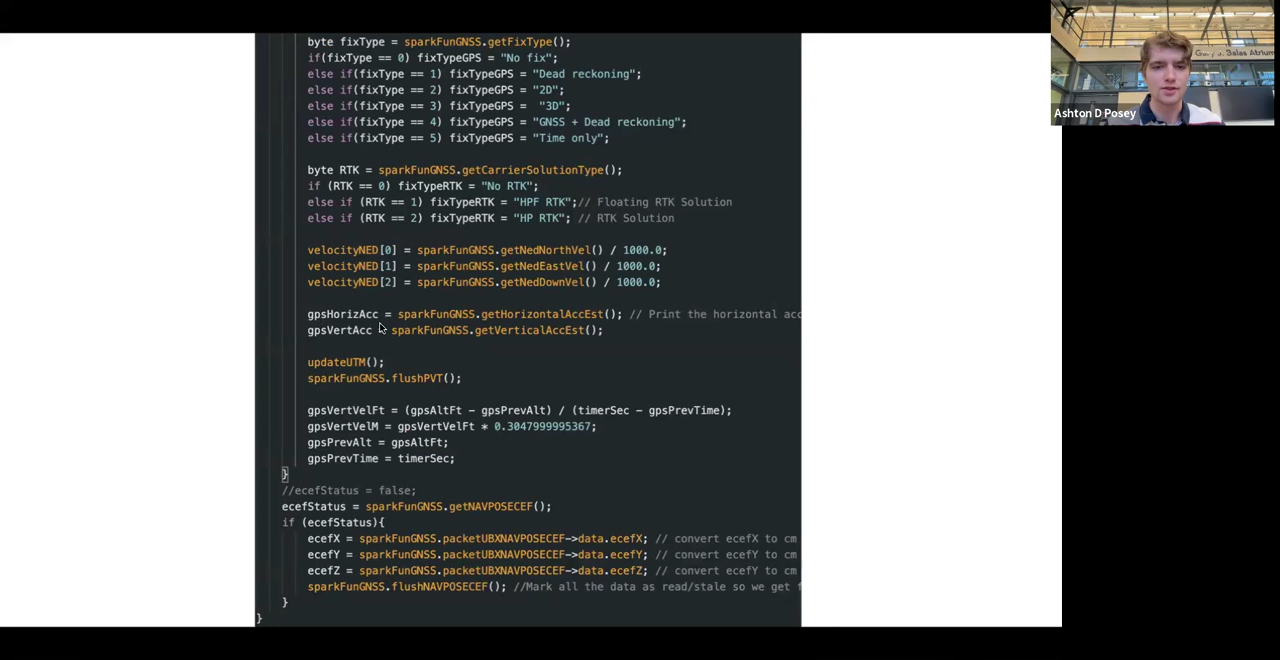 byte fixType = sparkFunGNSS.getFixType();
if(fixType == 0) fixTypeGPS = "No fix";
else if(fixType == 1) fixTypeGPS = "Dead reckoning";
else if(fixType == 2) fixTypeGPS = "2D";
else if(fixType == 3) fixTypeGPS =  "3D";
else if(fixType == 4) fixTypeGPS = "GNSS + Dead reckoning";
else if(fixType == 5) fixTypeGPS = "Time only";
byte RTK = sparkFunGNSS.getCarrierSolutionType();
if (RTK == 0) fixTypeRTK = "No RTK";
else if (RTK == 1) fixTypeRTK = "HPF RTK";// Floating RTK Solution
else if (RTK == 2) fixTypeRTK = "HP RTK"; // RTK Solution
velocityNED[0] = sparkFunGNSS.getNedNorthVel() / 1000.0;
velocityNED[1] = sparkFunGNSS.getNedEastVel() / 1000.0;
velocityNED[2] = sparkFunGNSS.getNedDownVel() / 1000.0;
gpsHorizAcc = sparkFunGNSS.getHorizontalAccEst(); // Print the horizontal acc
gpsVertAcc = sparkFunGNSS.getVerticalAccEst();
updateUTM();
sparkFunGNSS.flushPVT();
gpsVertVelFt = (gpsAltFt - gpsPrevAlt) / (timerSec - gpsPrevTime);
gpsVertVelM = gpsVertVelFt * 0.3047999995367;
gpsPrevAlt = gpsAltFt;
gpsPrevTime = timerSec;
}
//ecefStatus = false;
ecefStatus = sparkFunGNSS.getNAVPOSECEF();
if (ecefStatus){
ecefX = sparkFunGNSS.packetUBXNAVPOSECEF->data.ecefX; // convert ecefX to cm
ecefY = sparkFunGNSS.packetUBXNAVPOSECEF->data.ecefY; // convert ecefY to cm
ecefZ = sparkFunGNSS.packetUBXNAVPOSECEF->data.ecefZ; // convert ecefY to cm
sparkFunGNSS.flushNAVPOSECEF(); //Mark all the data as read/stale so we get f
}
}
Ashton D Posey
Atrium